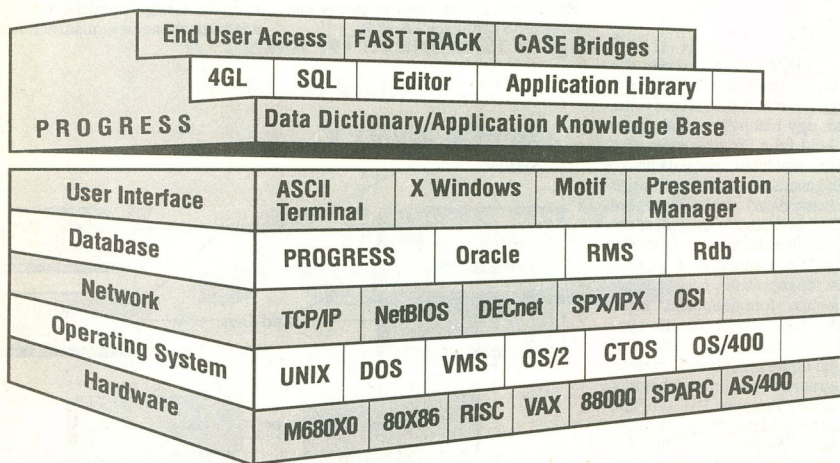 End User Access FAST TRACK CASE Bridges
4GL SQL Editor Application Library
PROGRESS Data Dictionary/Application Knowledge Base
User Interface ASCII Terminal X Windows Motif Presentation Manager
Database PROGRESS Oracle RMS Rdb
Network TCP/IP NetBIOS DECnet SPX/IPX OSI
Operating System UNIX DOS VMS OS/2 CTOS OS/400
Hardware M680X0 80X86 RISC VAX 88000 SPARC AS/400